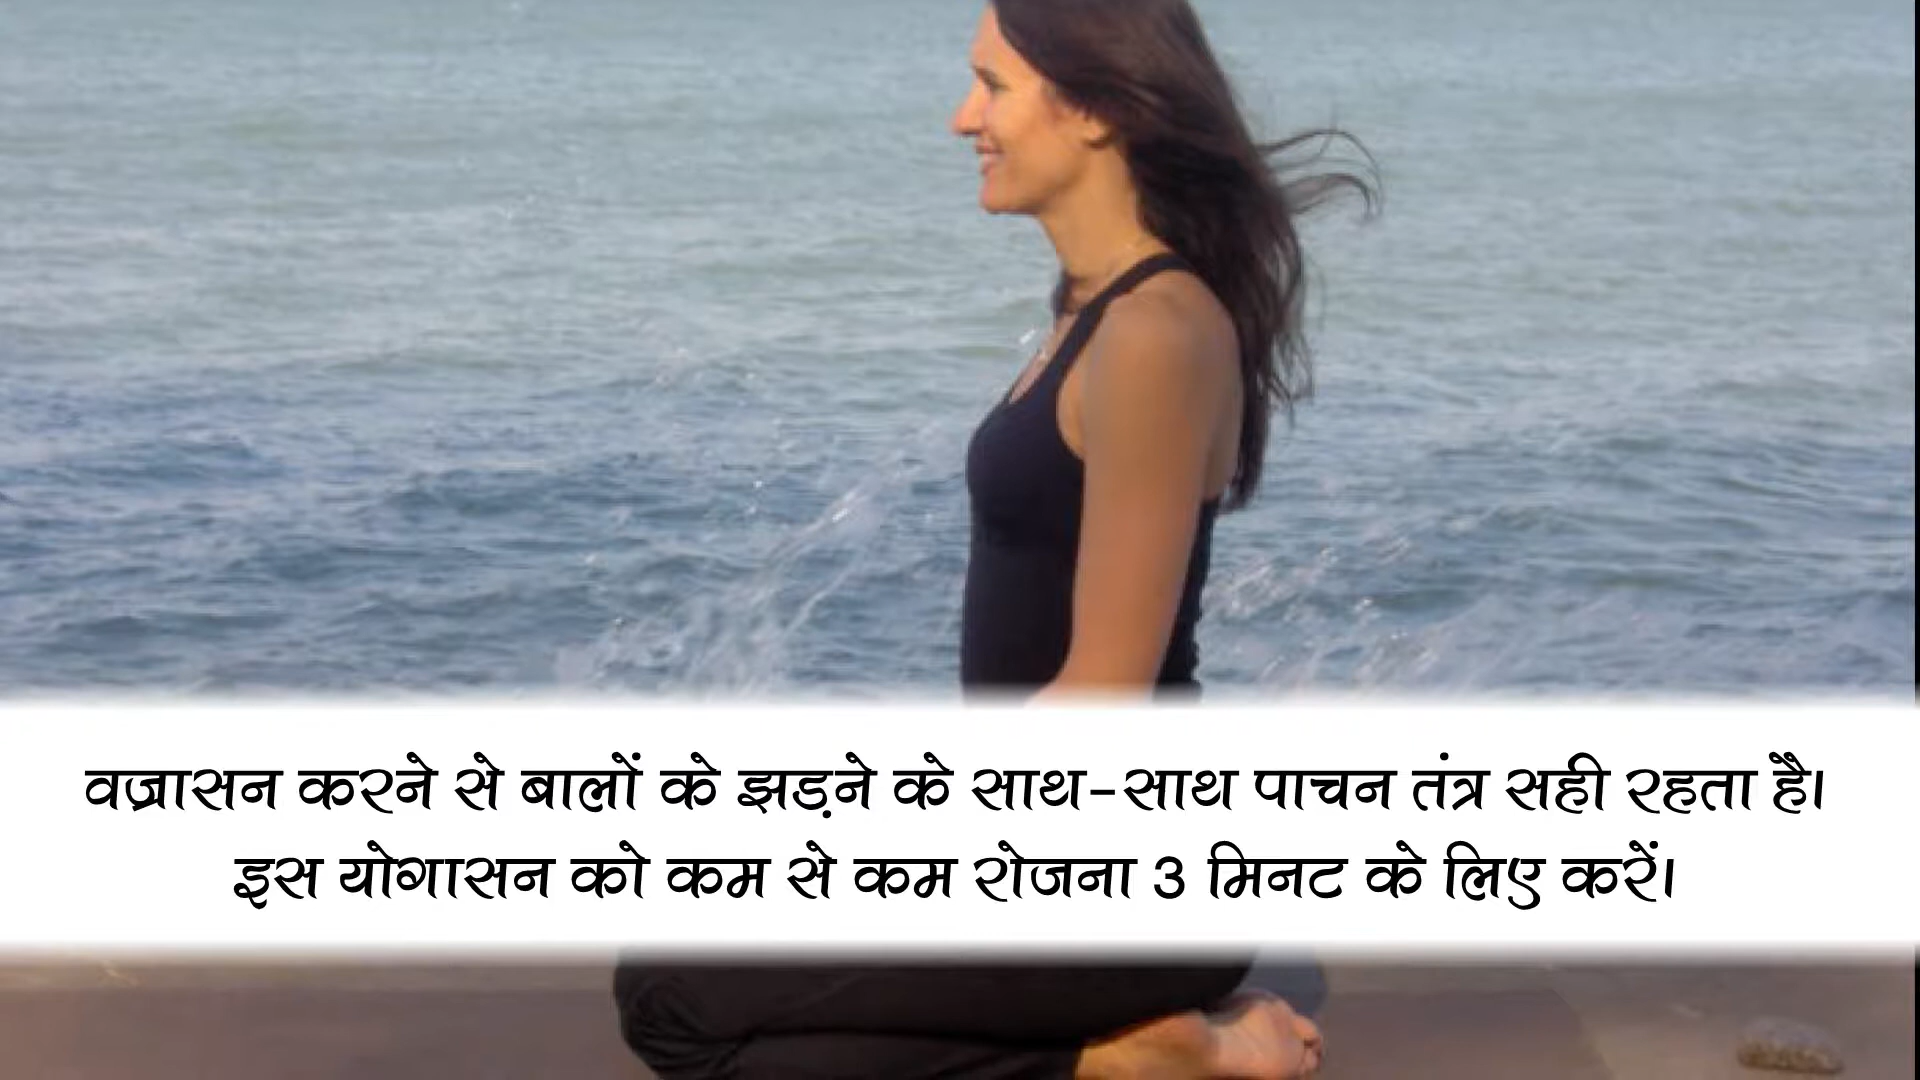 वज्रासन करने से बालों के झड़ने के साथ-साथ पाचन तंत्र सही रहता है।
इस योगासन को कम से कम रोजना 3 मिनट के लिए करें।